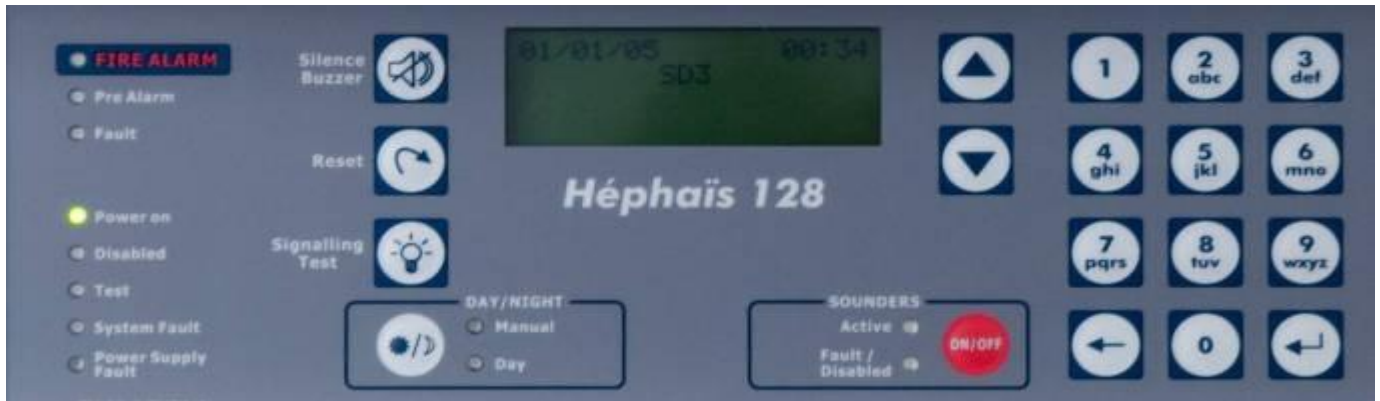 FIRE ALARM
Pre Alarm
Fault
Power on
Disabled
Test
System Fault
Power Supply
Fault
Silence
Buzzer
Reset
Signalling
Test
DAY/NIGHT
Manual
Day
01/01/05 00:34
SD3
Héphaïs 128
SOUNDERS
Active
Fault /
Disabled
ON/OFF
1
2
abc
3
def
4
ghi
5
jkl
6
mno
7
pqrs
8
tuv
9
wxyz
0